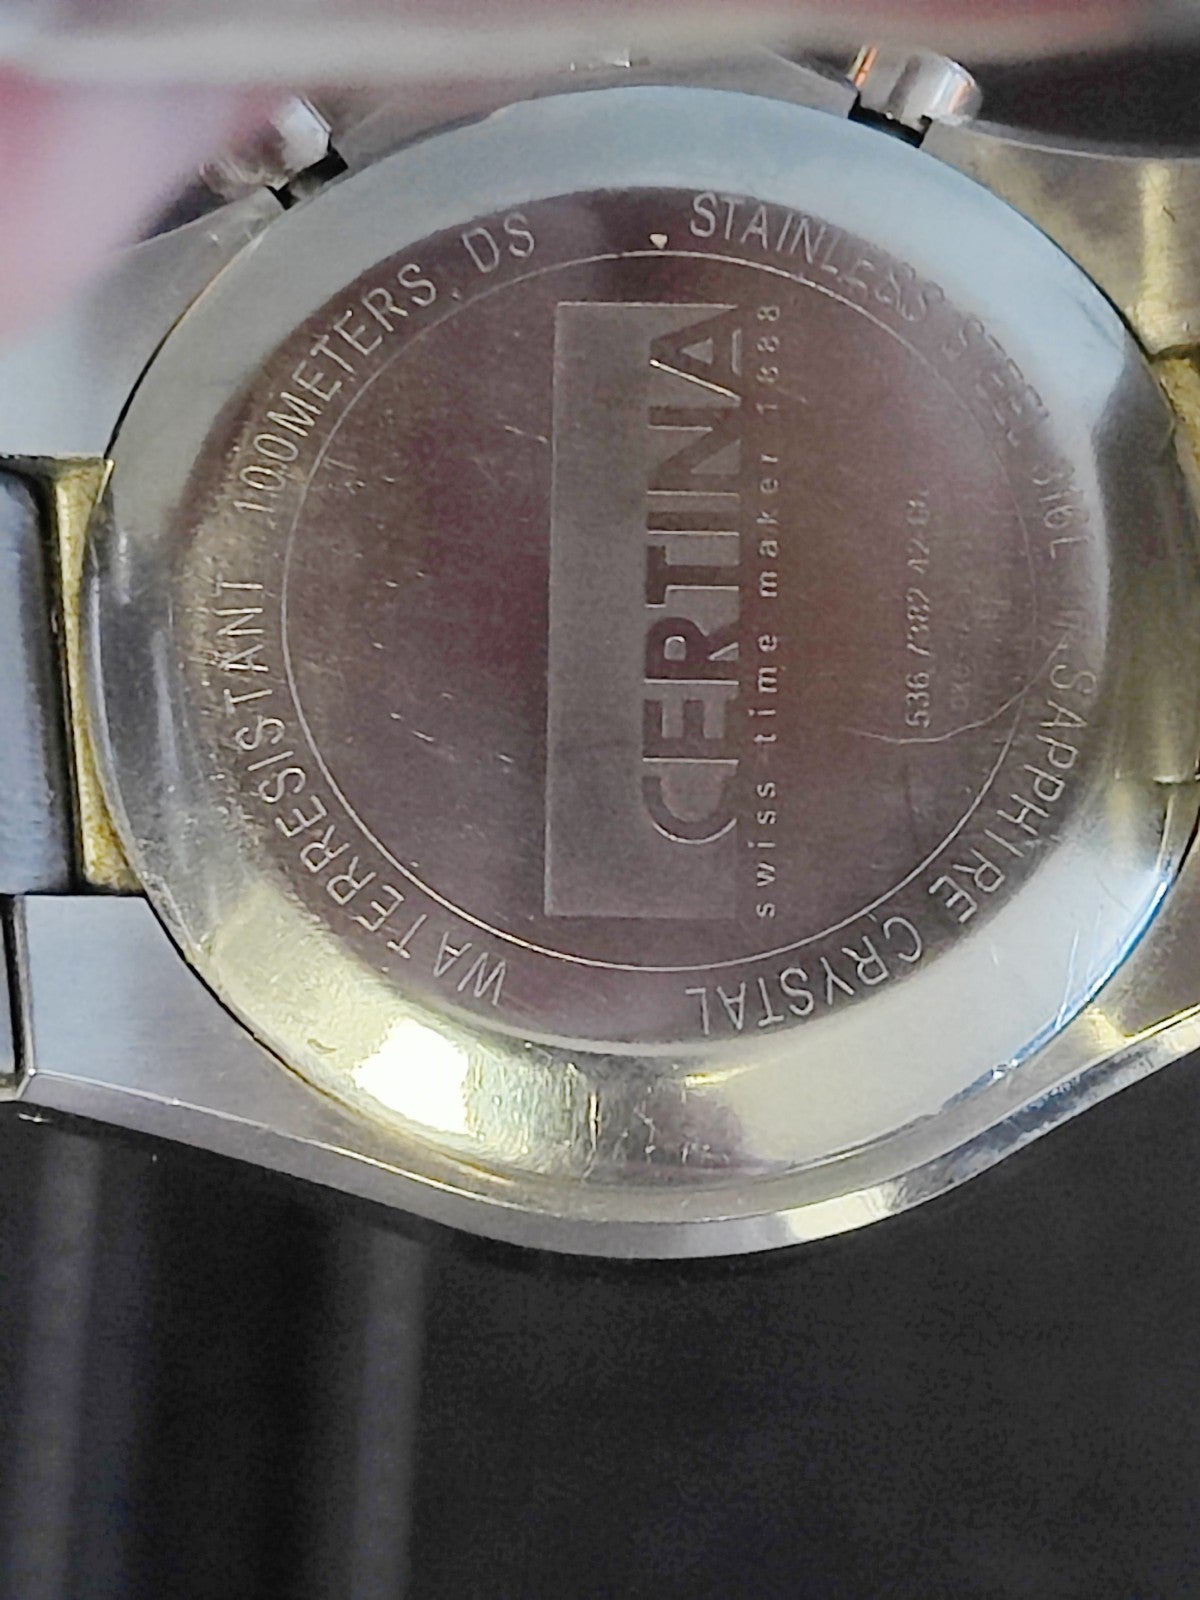 CERTINA
swiss time maker 1888
WATERRESISTANT 100METERS DS
STAINLESS STEEL 316L
SAPPHIRE CRYSTAL